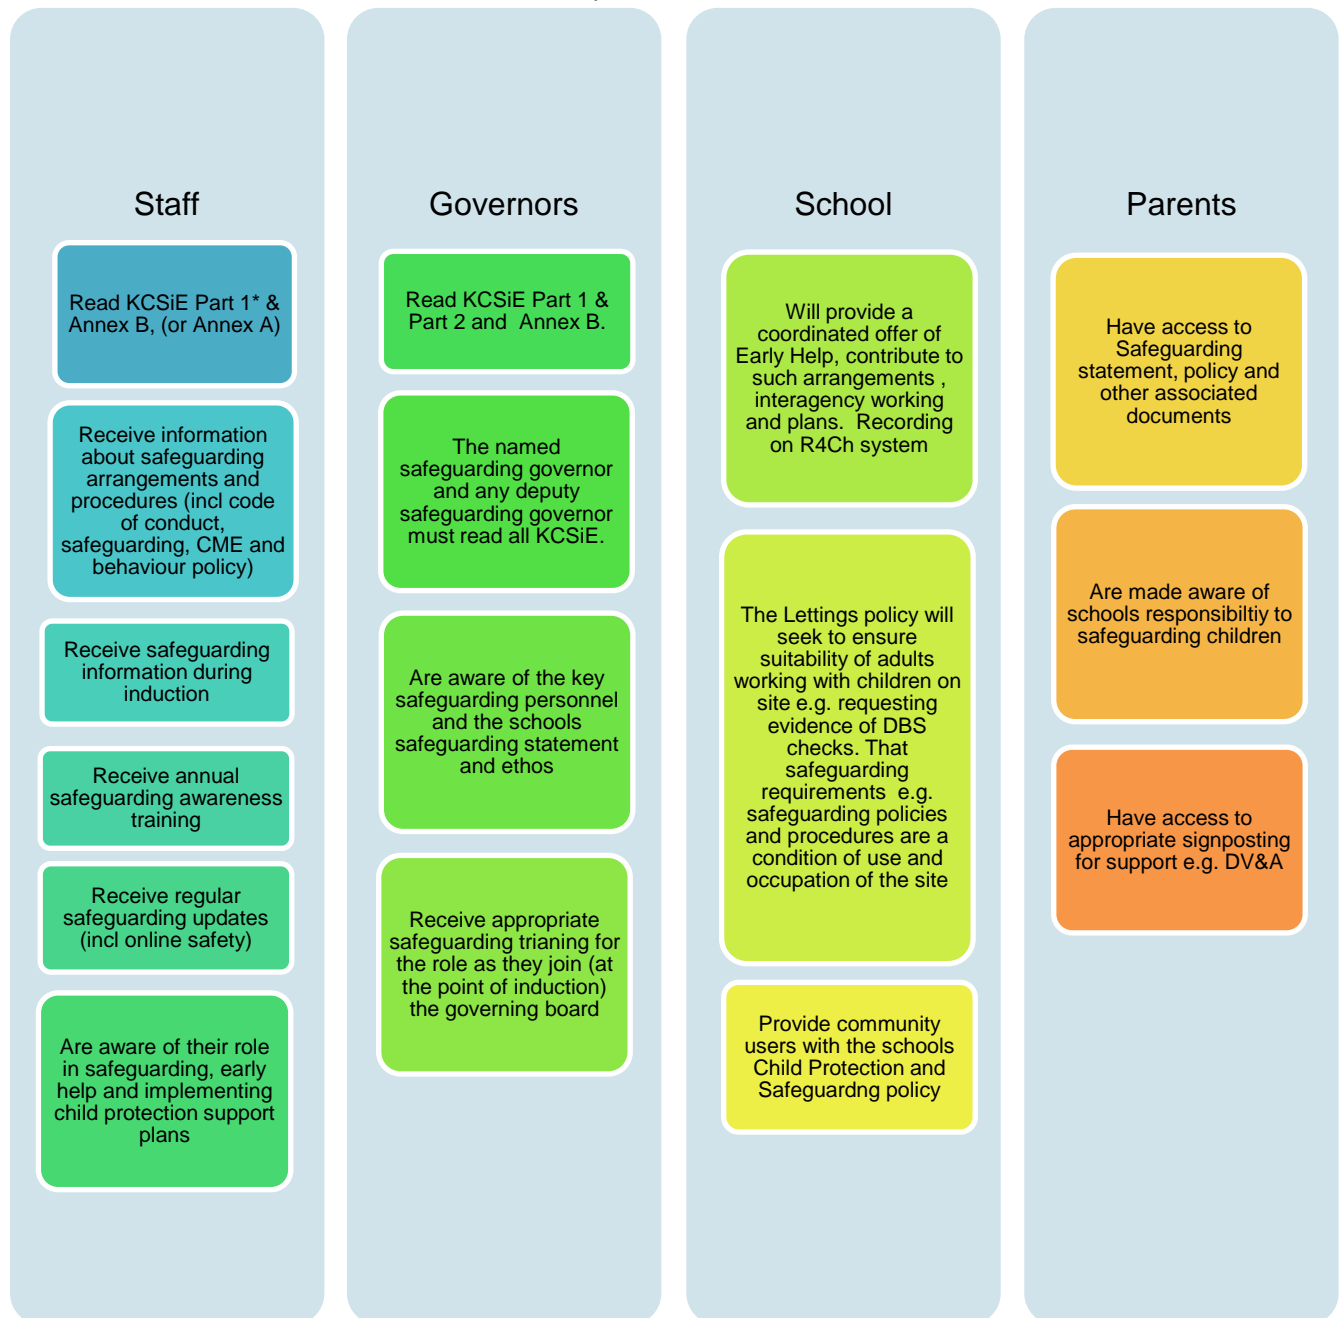 Staff
Read KCSiE Part 1* &
Annex B, (or Annex A)
Receive information
about safeguarding
arrangements and
procedures (incl code
of conduct,
safeguarding, CME and
behaviour policy)
Receive safeguarding
information during
induction
Receive annual
safeguarding awareness
training
Receive regular
safeguarding updates
(incl online safety)
Are aware of their role
in safeguarding, early
help and implementing
child protection support
plans
Governors
Read KCSiE Part 1 &
Part 2 and  Annex B.
The named
safeguarding governor
and any deputy
safeguarding governor
must read all KCSiE.
Are aware of the key
safeguarding personnel
and the schools
safeguarding statement
and ethos
Receive appropriate
safeguarding trianing for
the role as they join (at
the point of induction)
the governing board
School
Will provide a
coordinated offer of
Early Help, contribute to
such arrangements ,
interagency working
and plans.  Recording
on R4Ch system
The Lettings policy will
seek to ensure
suitability of adults
working with children on
site e.g. requesting
evidence of DBS
checks. That
safeguarding
requirements  e.g.
safeguarding policies
and procedures are a
condition of use and
occupation of the site
Provide community
users with the schools
Child Protection and
Safeguardng policy
Parents
Have access to
Safeguarding
statement, policy and
other associated
documents
Are made aware of
schools responsibiltiy to
safeguarding children
Have access to
appropriate signposting
for support e.g. DV&A